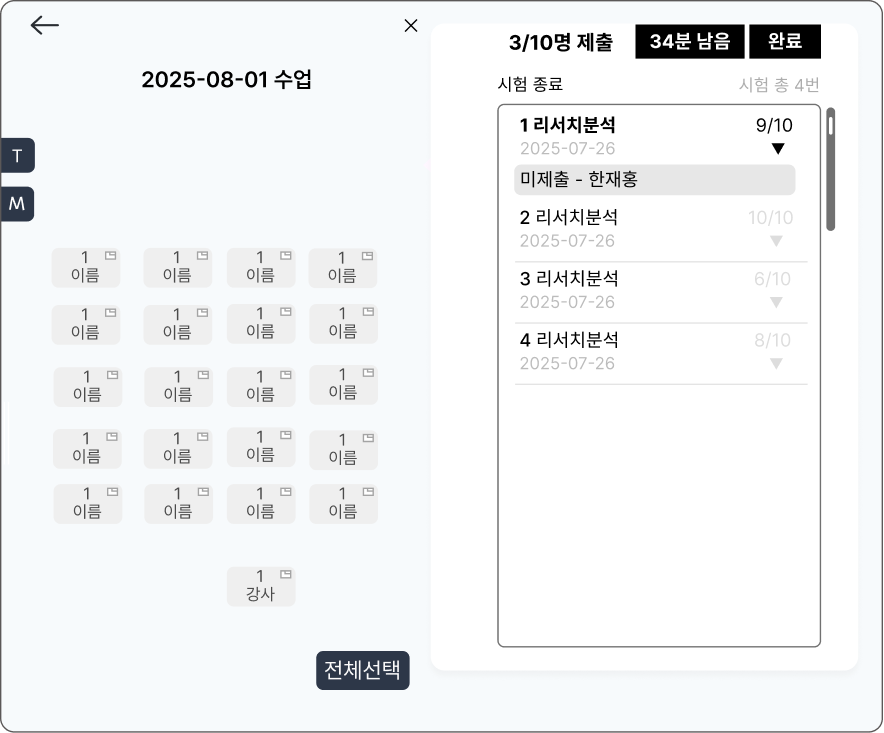 2025-08-01 수업
T
M
1 1 1 1
이름 이름 이름 이름
1 1 1 1
이름 이름 이름 이름
1 1 1 1
이름 이름 이름 이름
1 1 1 1
이름 이름 이름 이름
1 1 1 1
이름 이름 이름 이름
1
강사
전체선택
3/10명 제출 34분 남음 완료
시험 종료 시험 총 4번
1 리서치분석 9/10
2025-07-26 ▼
미제출 - 한재홍
2 리서치분석 10/10
2025-07-26 ▼
3 리서치분석 6/10
2025-07-26 ▼
4 리서치분석 8/10
2025-07-26 ▼